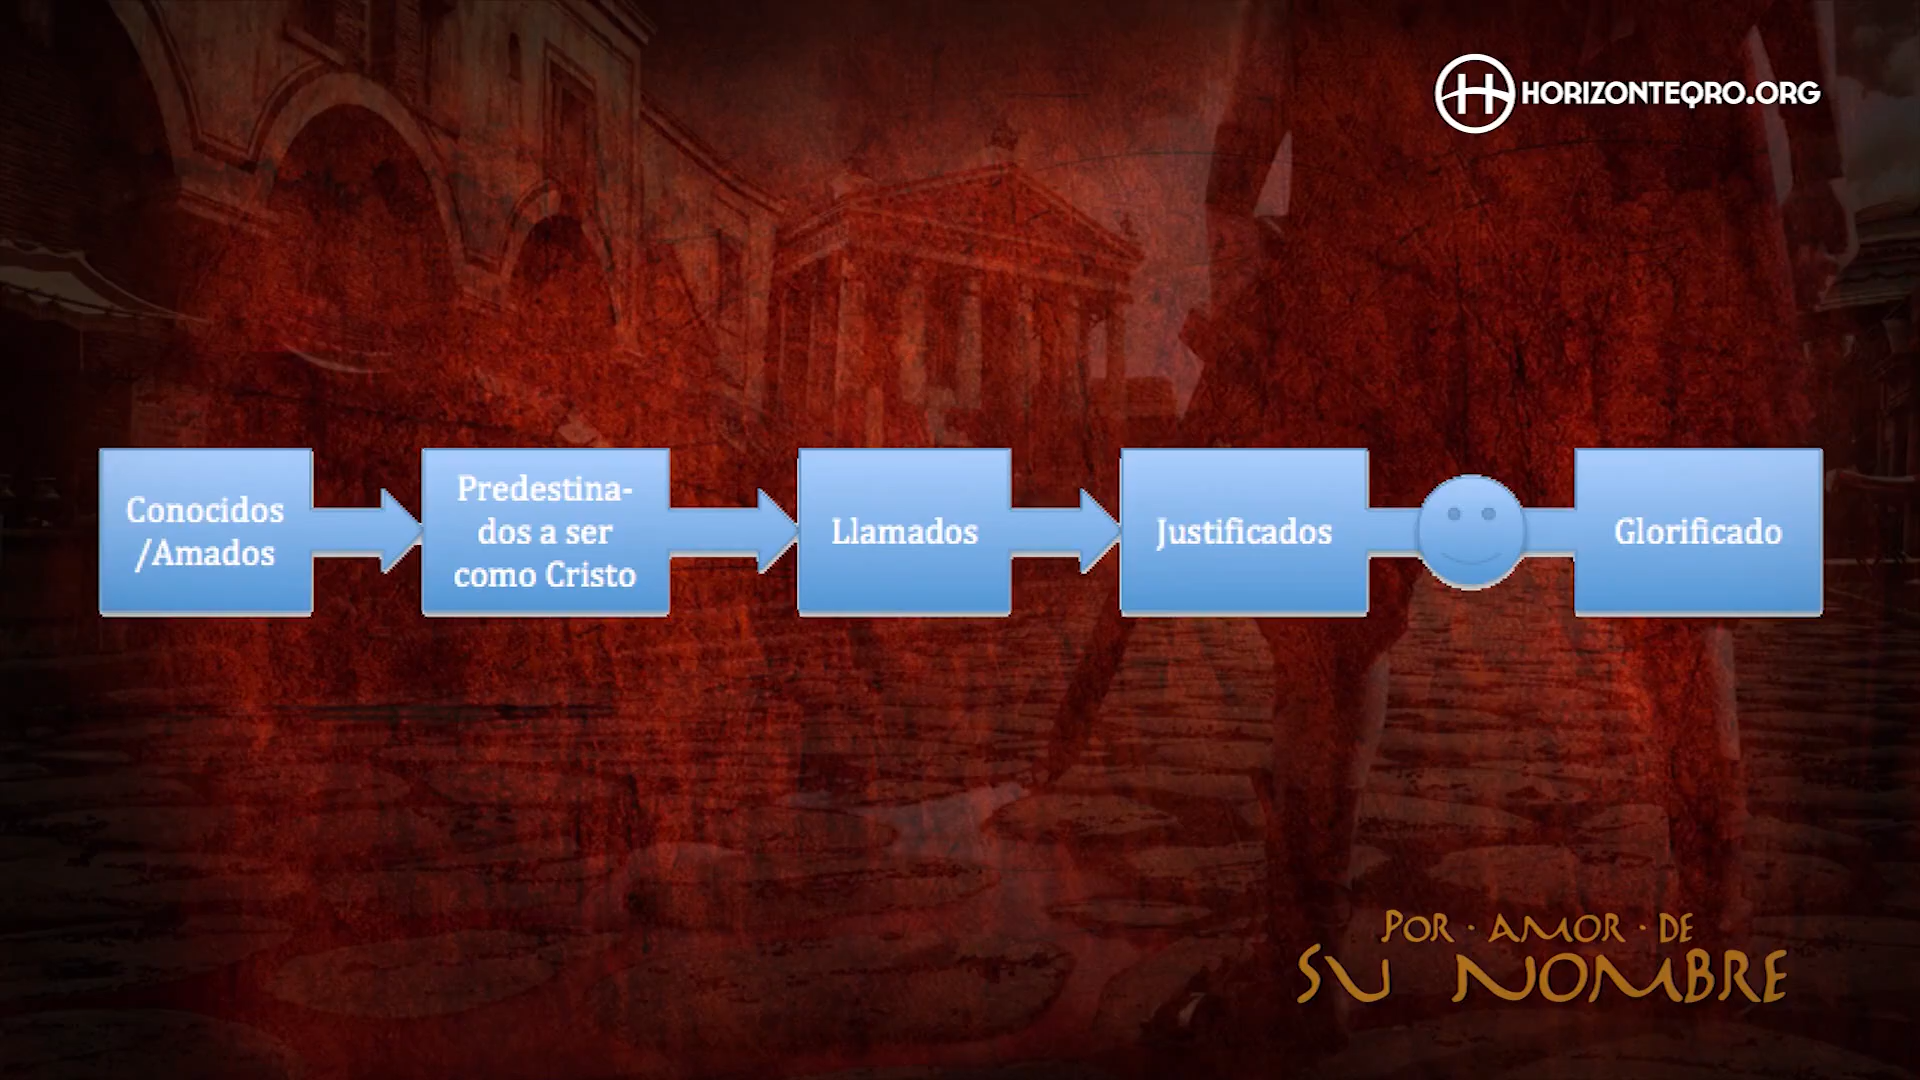 HORIZONTEQRO.ORG
Conocidos
/Amados
Predestina-
dos a ser
como Cristo
Llamados
Justificados
Glorificado
POR · AMOR · DE
SU NOMBRE